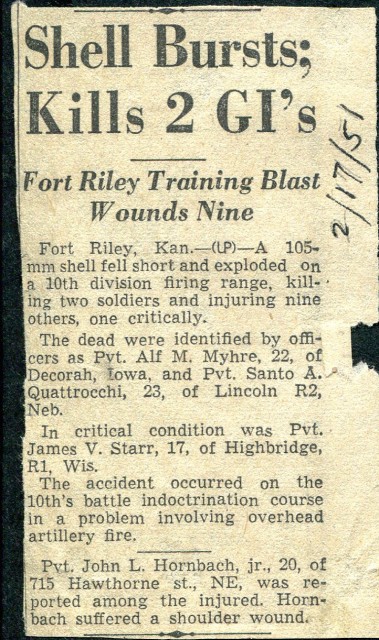 Shell Bursts;
Kills 2 GI's
Fort Riley Training Blast
Wounds Nine
2/17/51
Fort Riley, Kan.—(UP)—A 105-
mm shell fell short and exploded on
a 10th division firing range, kill-
ing two soldiers and injuring nine
others, one critically.
The dead were identified by offi-
cers as Pvt. Alf M. Myhre, 22, of
Decorah, Iowa, and Pvt. Santo A.
Quattrocchi, 23, of Lincoln R2,
Neb.
In critical condition was Pvt.
James V. Starr, 17, of Highbridge,
R1, Wis.
The accident occurred on the
10th's battle indoctrination course
in a problem involving overhead
artillery fire.
Pvt. John L. Hornbach, jr., 20, of
715 Hawthorne st., NE, was re-
ported among the injured. Horn-
bach suffered a shoulder wound.